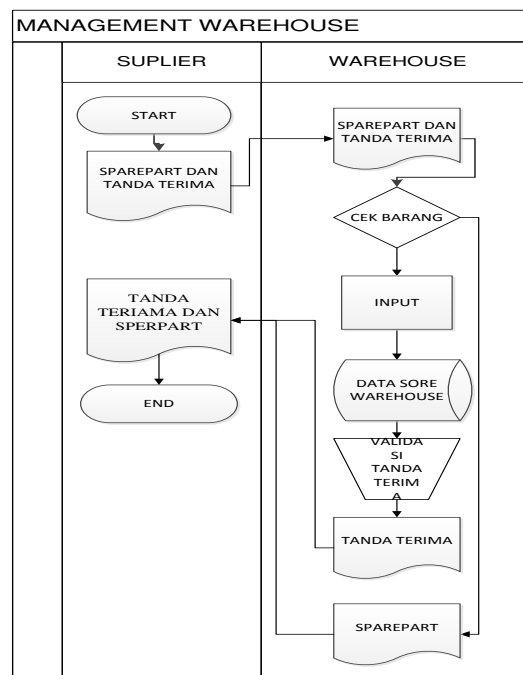 MANAGEMENT WAREHOUSE
SUPLIER
WAREHOUSE
START
SPAREPART DAN
TANDA TERIMA
SPAREPART DAN
TANDA TERIMA
CEK BARANG
INPUT
TANDA
TERIAMA DAN
SPERPART
END
DATA SORE
WAREHOUSE
VALIDA
SI
TANDA
TERIM
A
TANDA TERIMA
SPAREPART